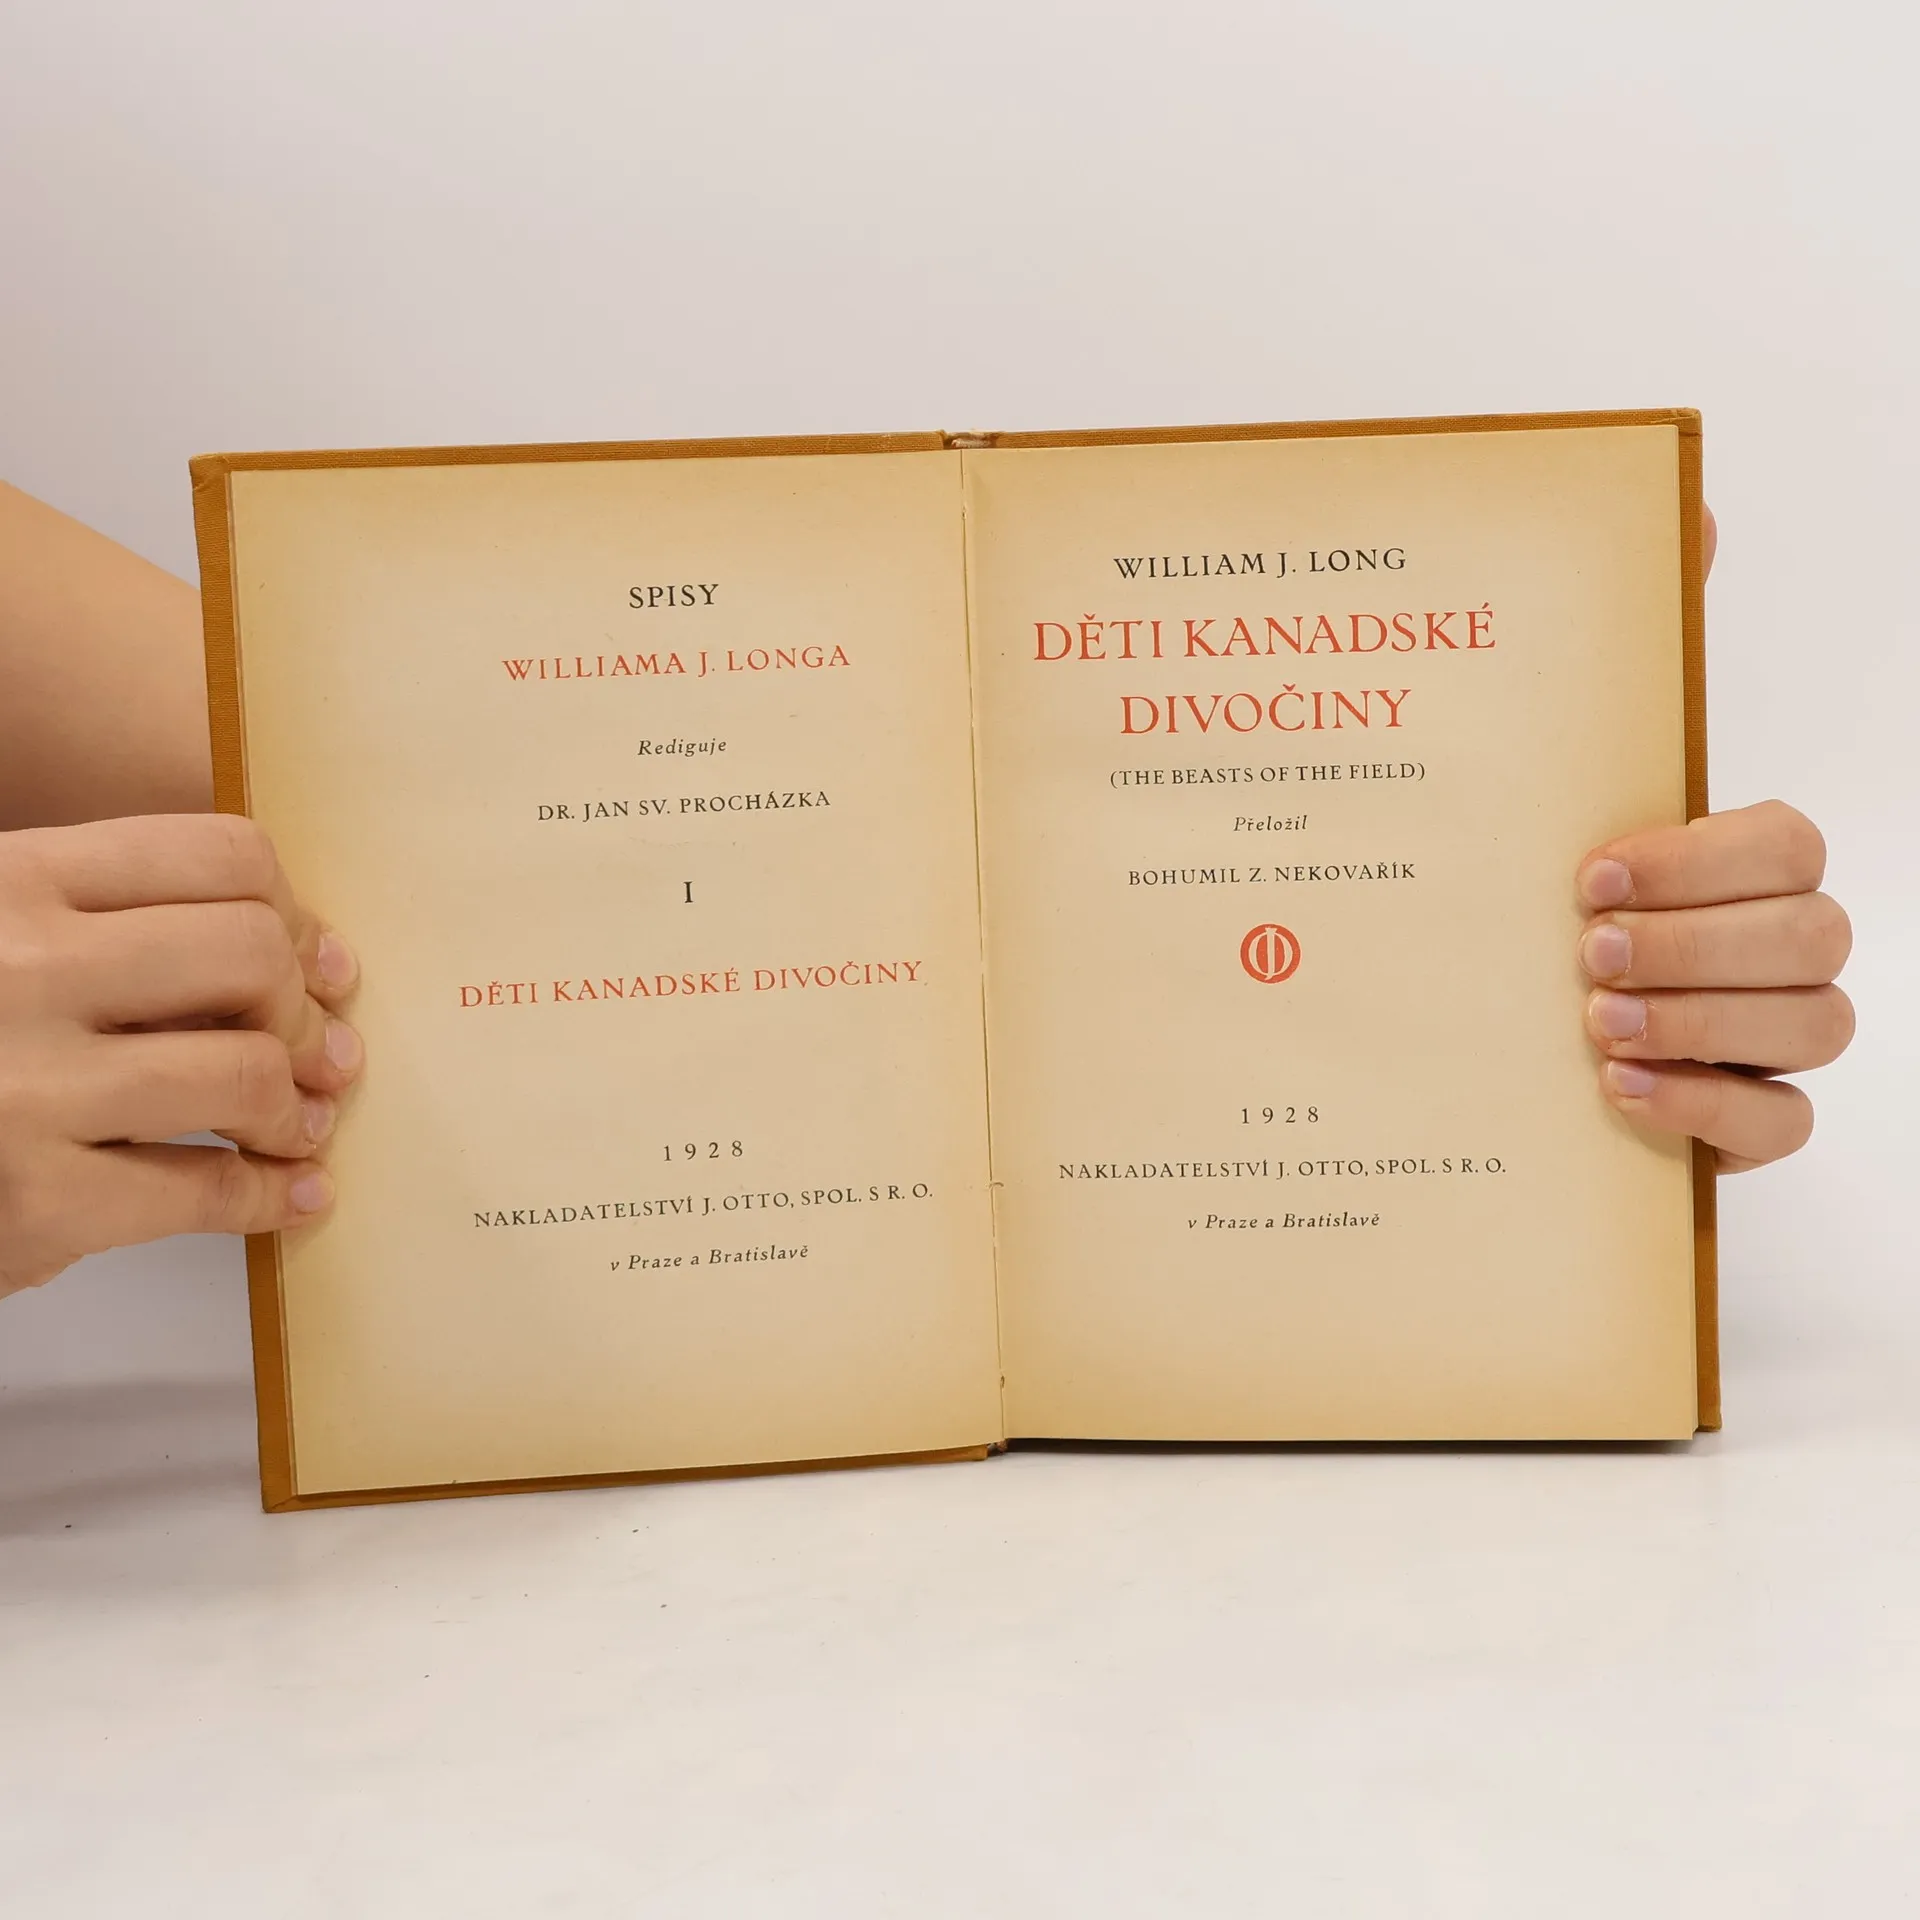 SPISY
WILLIAMA J. LONGA
Rediguje
DR. JAN SV. PROCHÁZKA
I
DĚTI KANADSKÉ DIVOČINY
1928
NAKLADATELSTVÍ J. OTTO, SPOL. S R. O.
v Praze a Bratislavě
WILLIAM J. LONG
DĚTI KANADSKÉ
DIVOČINY
(THE BEASTS OF THE FIELD)
Přeložil
BOHUMIL Z. NEKOVAŘÍK
1928
NAKLADATELSTVÍ J. OTTO, SPOL. S R. O.
v Praze a Bratislavě